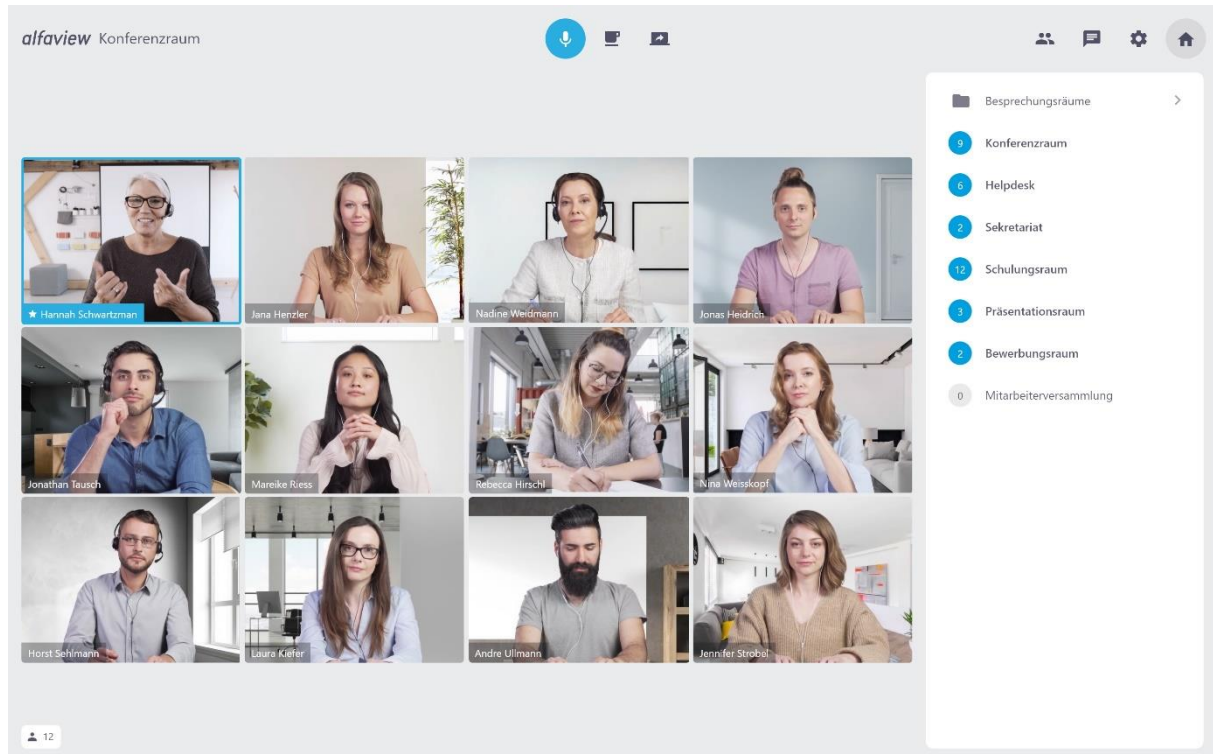 alfaview Konferenzraum
Hannah Schwartzman
Jana Henzler
Nadine Weidmann
Jonas Heidrich
Jonathan Tausch
Mareike Riess
Rebecca Hirschl
Nina Weisskopf
Horst Sehlmann
Laura Kiefer
Andre Ullmann
Jennifer Strobel
12
Besprechungsräume
9 Konferenzraum
6 Helpdesk
2 Sekretariat
12 Schulungsraum
3 Präsentationsraum
2 Bewerbungsraum
0 Mitarbeiterversammlung